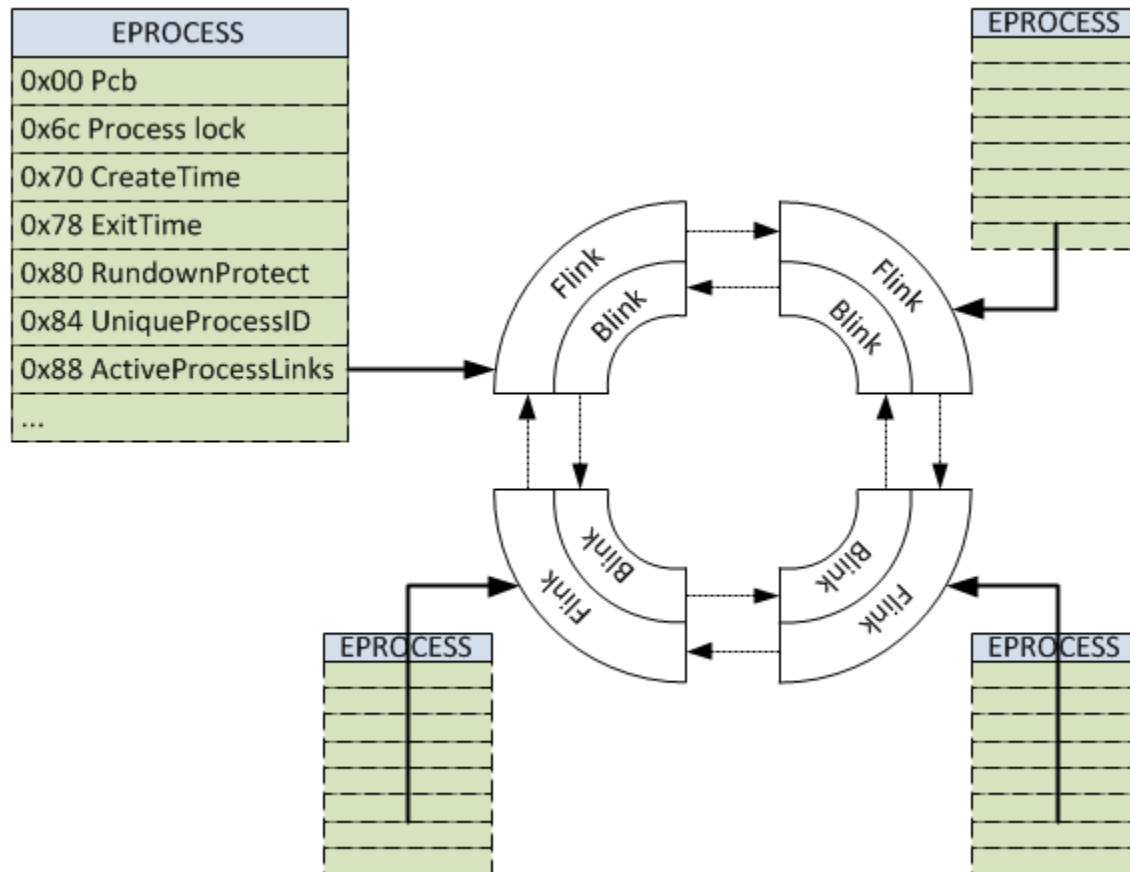 EPROCESS
0x00 Pcb
0x6c Process lock
0x70 CreateTime
0x78 ExitTime
0x80 RundownProtect
0x84 UniqueProcessID
0x88 ActiveProcessLinks
...
EPROCESS
Flink
Blink
Flink
Blink
Blink
Flink
Blink
Flink
EPROCESS
EPROCESS